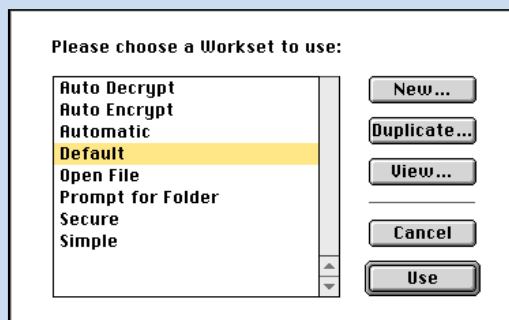 Please choose a Workset to use:
Auto Decrypt
Auto Encrypt
Automatic
Default
Open File
Prompt for Folder
Secure
Simple
New...
Duplicate...
View...
Cancel
Use